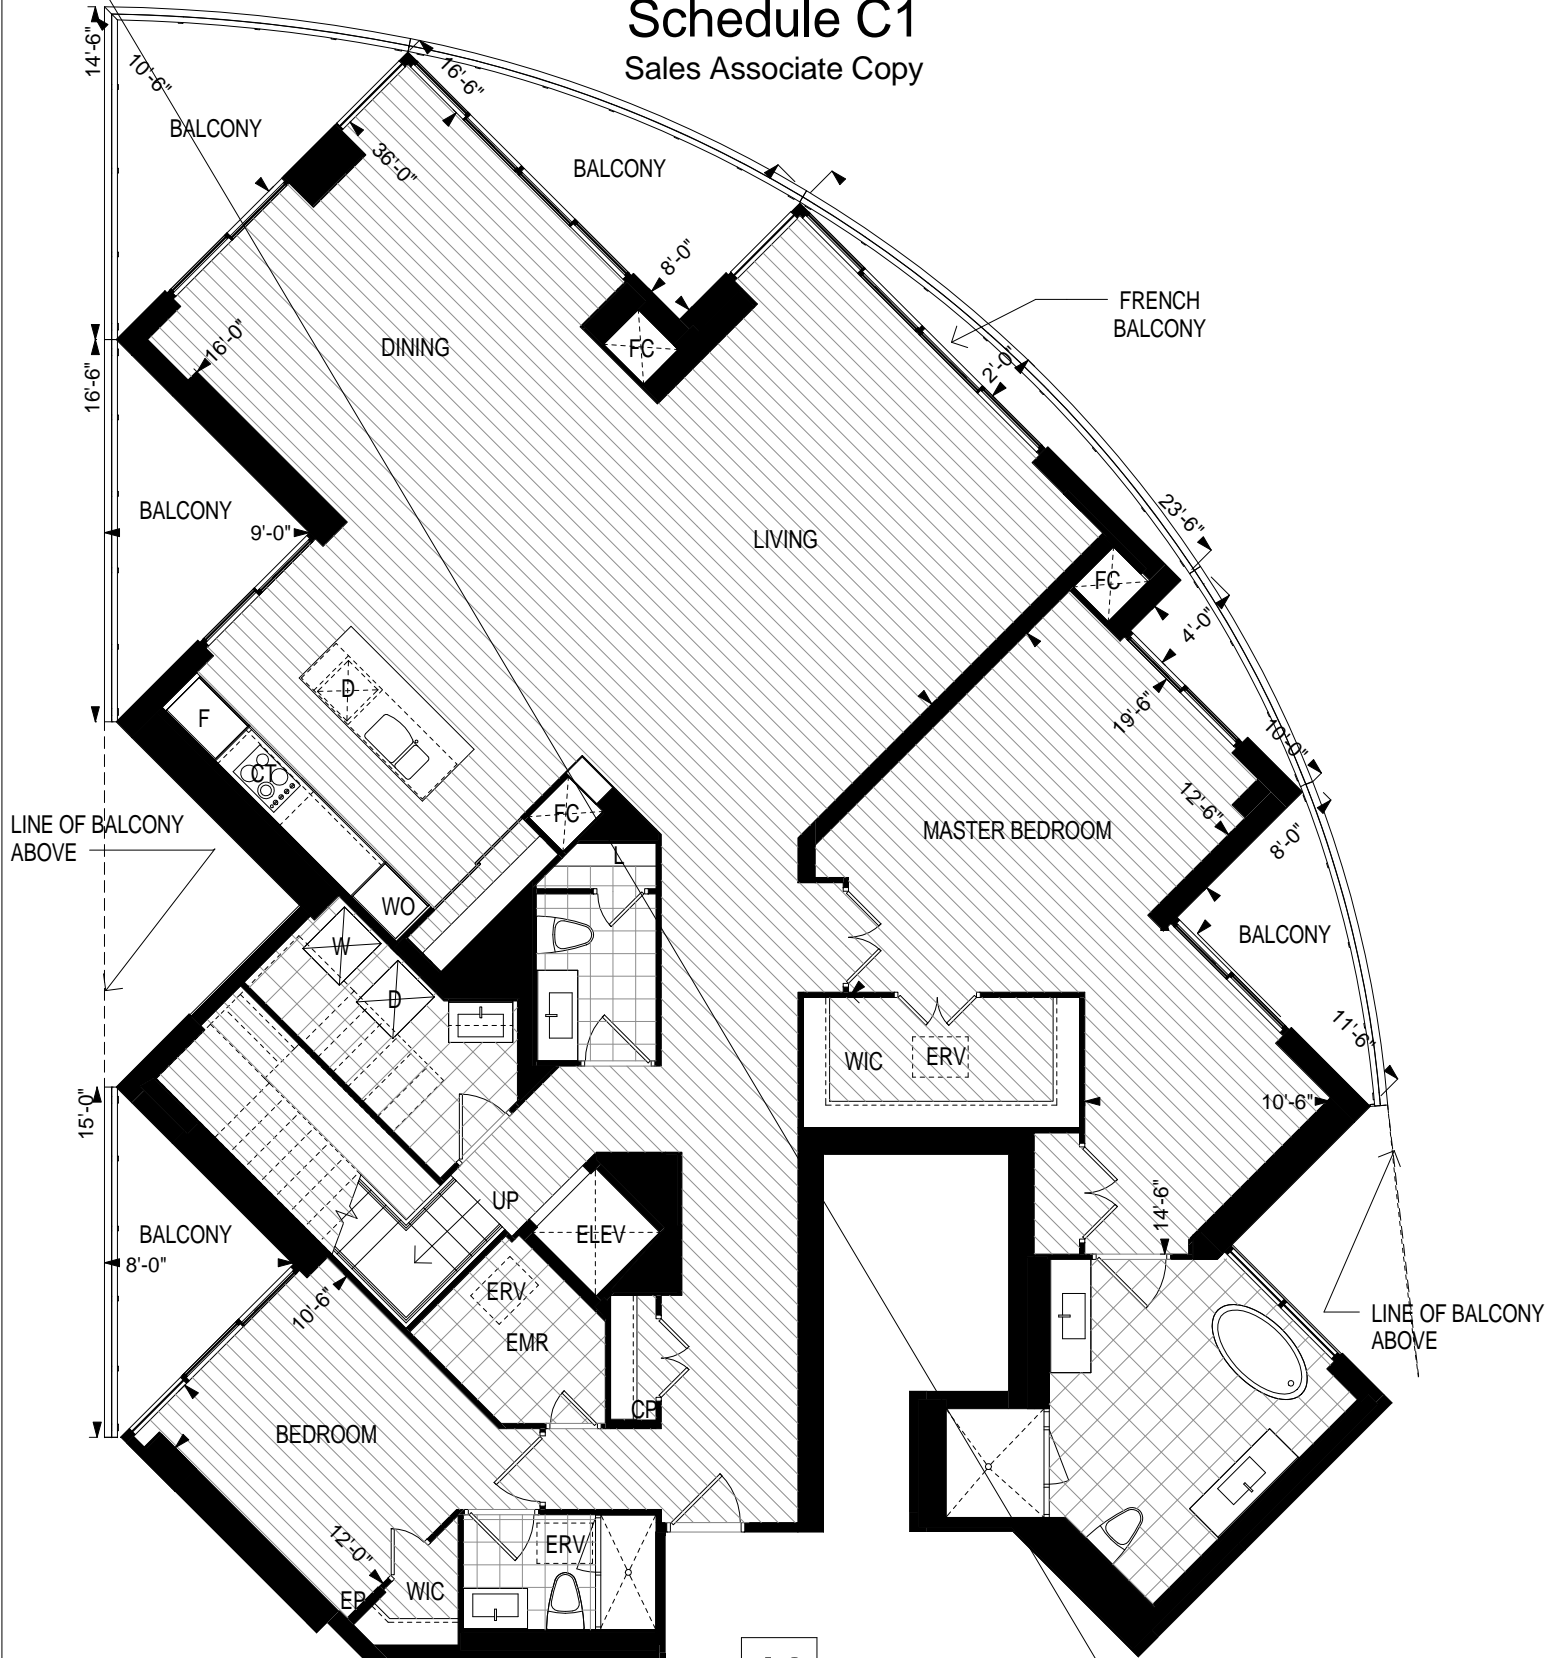 Schedule C1
Sales Associate Copy
14'-6"
10'-6"
16'-6"
BALCONY
36'-0"
BALCONY
8'-0"
FRENCH
BALCONY
16'-0"
DINING
FC
2'-0"
16'-6"
BALCONY
9'-0"
LIVING
23'-6"
FC
4'-0"
D
F
19'-6"
10'-0"
CT
12'-6"
FC
LINE OF BALCONY
ABOVE
MASTER BEDROOM
8'-0"
L
WO
W
BALCONY
D
11'-6"
WIC
ERV
10'-6"
15'-0"
UP
14'-6"
BALCONY
ELEV
8'-0"
ERV
10'-6"
LINE OF BALCONY
ABOVE
EMR
CP
BEDROOM
12'-0"
ERV
WIC
EP